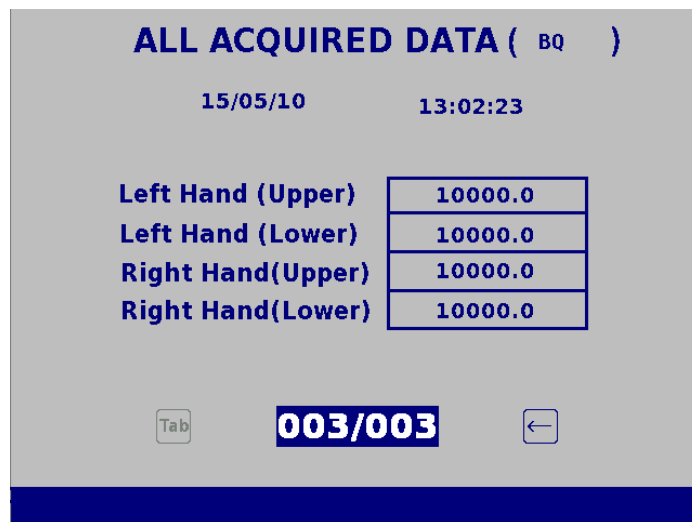 ALL ACQUIRED DATA ( BQ )
15/05/10 13:02:23
Left Hand (Upper) 10000.0
Left Hand (Lower) 10000.0
Right Hand(Upper) 10000.0
Right Hand(Lower) 10000.0
Tab 003/003 ←